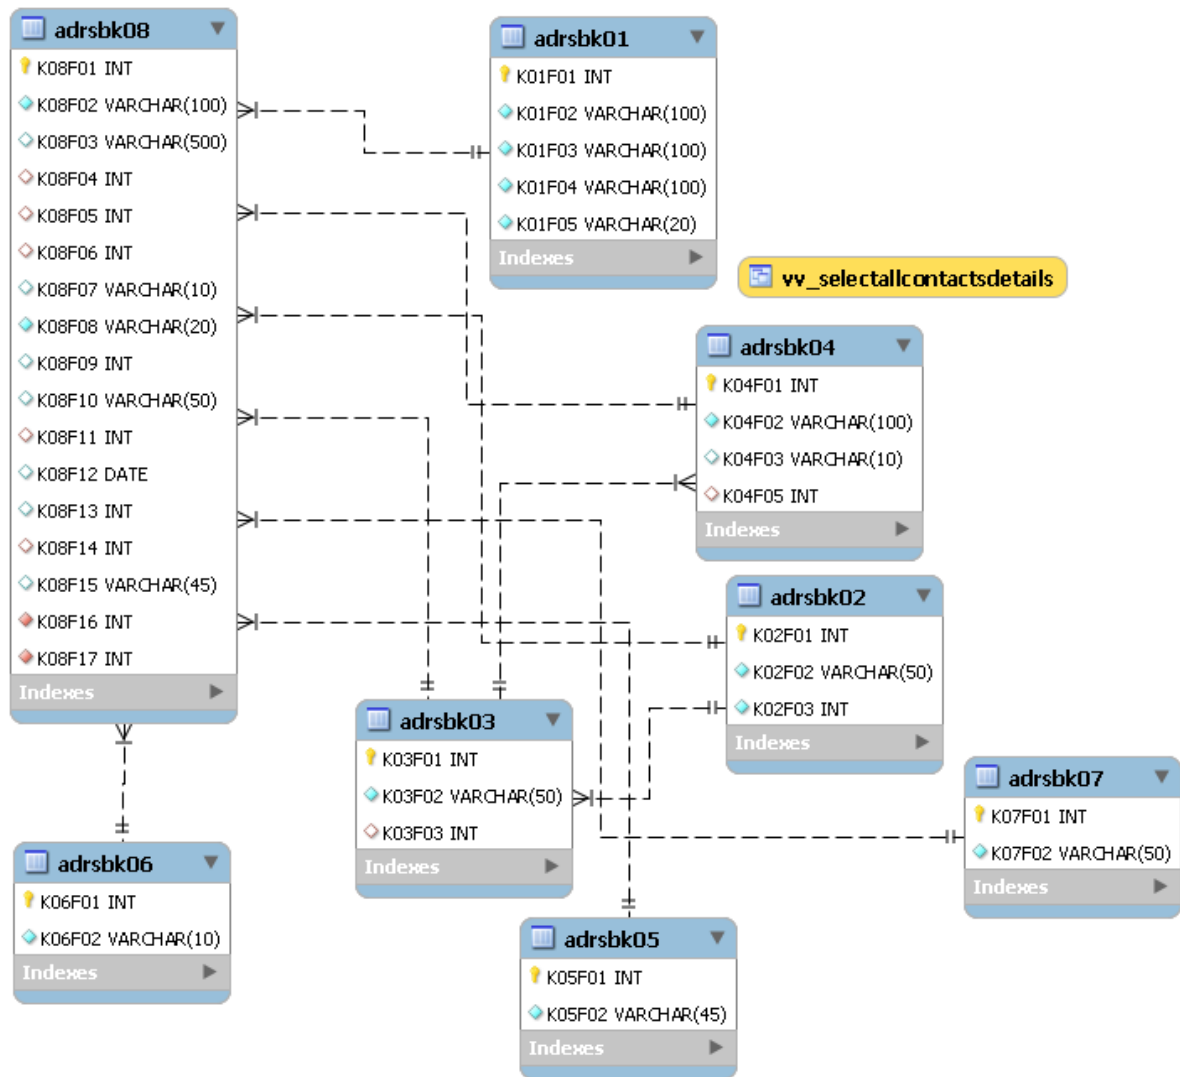 adrsbk08
K08F01 INT
K08F02 VARCHAR(100)
K08F03 VARCHAR(500)
K08F04 INT
K08F05 INT
K08F06 INT
K08F07 VARCHAR(10)
K08F08 VARCHAR(20)
K08F09 INT
K08F10 VARCHAR(50)
K08F11 INT
K08F12 DATE
K08F13 INT
K08F14 INT
K08F15 VARCHAR(45)
K08F16 INT
K08F17 INT
Indexes
adrsbk01
K01F01 INT
K01F02 VARCHAR(100)
K01F03 VARCHAR(100)
K01F04 VARCHAR(100)
K01F05 VARCHAR(20)
Indexes
vv_selectallcontactsdetails
adrsbk04
K04F01 INT
K04F02 VARCHAR(100)
K04F03 VARCHAR(10)
K04F05 INT
Indexes
adrsbk02
K02F01 INT
K02F02 VARCHAR(50)
K02F03 INT
Indexes
adrsbk03
K03F01 INT
K03F02 VARCHAR(50)
K03F03 INT
Indexes
adrsbk07
K07F01 INT
K07F02 VARCHAR(50)
Indexes
adrsbk06
K06F01 INT
K06F02 VARCHAR(10)
Indexes
adrsbk05
K05F01 INT
K05F02 VARCHAR(45)
Indexes